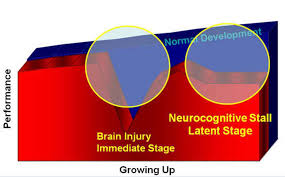 Normal Development
Performance
Brain Injury
Immediate Stage
Neurocognitive Stall
Latent Stage
Growing Up